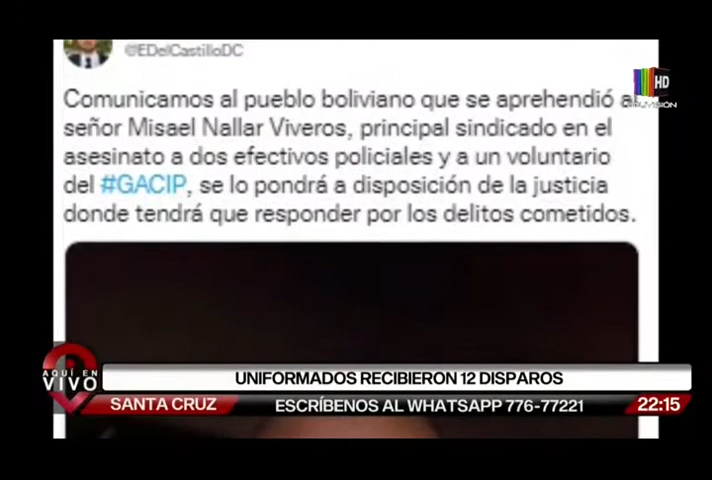 @EDelCastilloDC
HD
Comunicamos al pueblo boliviano que se aprehendió al
señor Misael Nallar Viveros, principal sindicado en el
asesinato a dos efectivos policiales y a un voluntario
del #GACIP, se lo pondrá a disposición de la justicia
donde tendrá que responder por los delitos cometidos.
AQUÍ EN
VIVO
UNIFORMADOS RECIBIERON 12 DISPAROS
SANTA CRUZ
ESCRÍBENOS AL WHATSAPP 776-77221
22:15